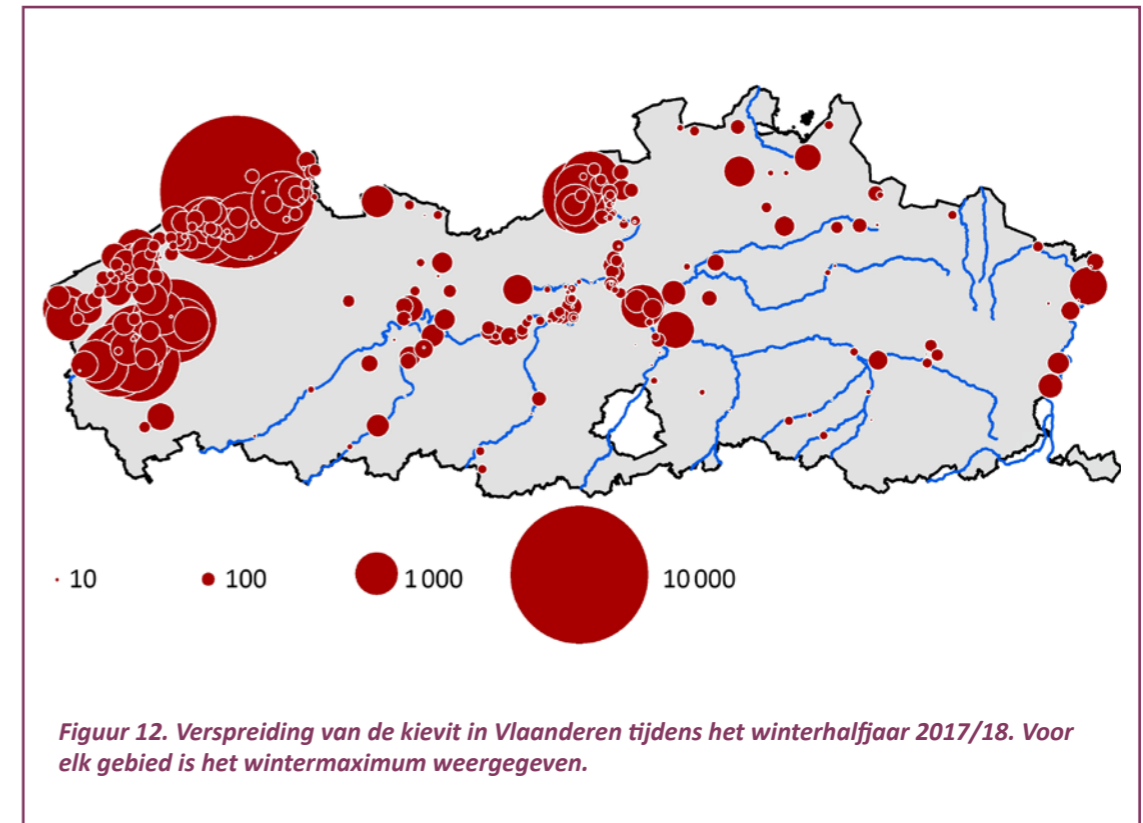 10 100 1 000 10 000
Figuur 12. Verspreiding van de kievit in Vlaanderen tijdens het winterhalfjaar 2017/18. Voor
elk gebied is het wintermaximum weergegeven.